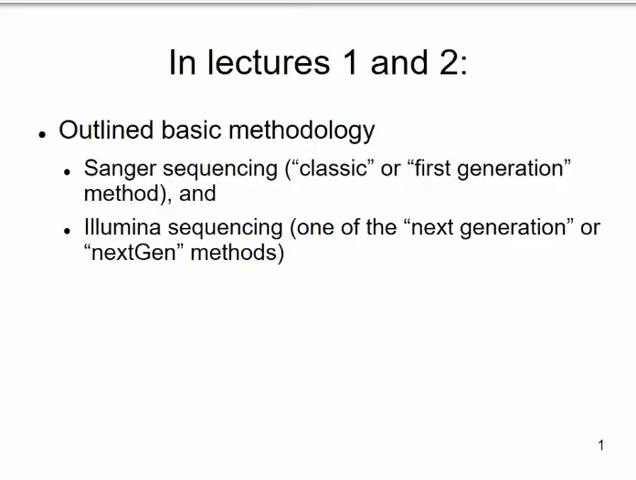 In lectures 1 and 2:
● Outlined basic methodology
● Sanger sequencing (“classic” or “first generation”
method), and
● Illumina sequencing (one of the “next generation” or
“nextGen” methods)
1